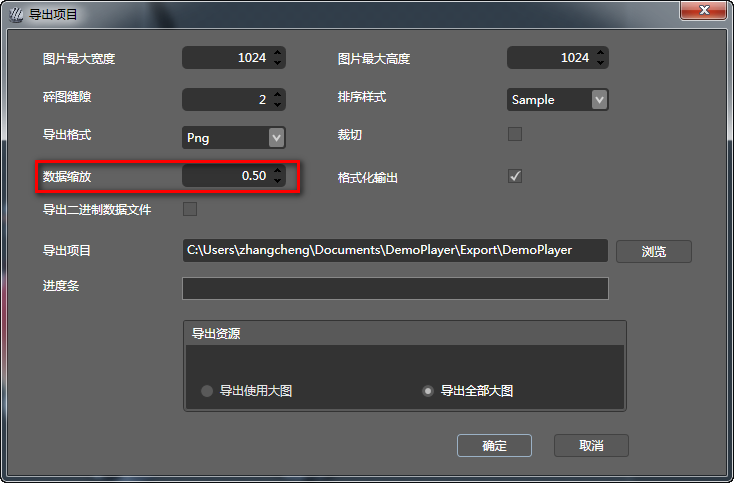 导出项目
图片最大宽度 1024 图片最大高度 1024
碎图缝隙 2 排序样式 Sample
导出格式 Png 裁切
数据缩放 0.50 格式化输出
导出二进制数据文件
导出项目 C:\Users\zhangcheng\Documents\DemoPlayer\Export\DemoPlayer 浏览
进度条
导出资源
导出使用大图 导出全部大图
确定 取消